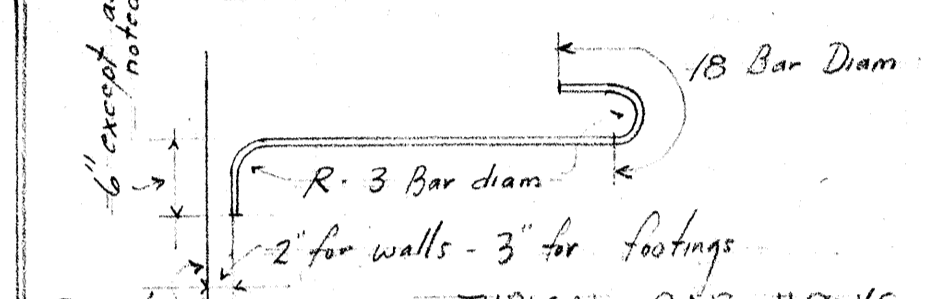 6" except as
noted
18 Bar Diam
R. 3 Bar diam
2" for walls - 3" for footings